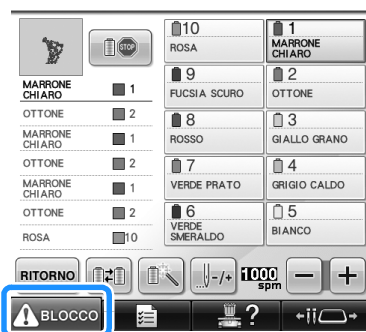 STOP
MARRONE
CHIARO
1
OTTONE
2
MARRONE
CHIARO
1
OTTONE
2
MARRONE
CHIARO
1
OTTONE
2
ROSA
10
10
ROSA
1
MARRONE
CHIARO
9
FUCSIA SCURO
2
OTTONE
8
ROSSO
3
GIALLO GRANO
7
VERDE PRATO
4
GRIGIO CALDO
6
VERDE
SMERALDO
5
BIANCO
RITORNO
-/+
1000
spm
− +
BLOCCO
?